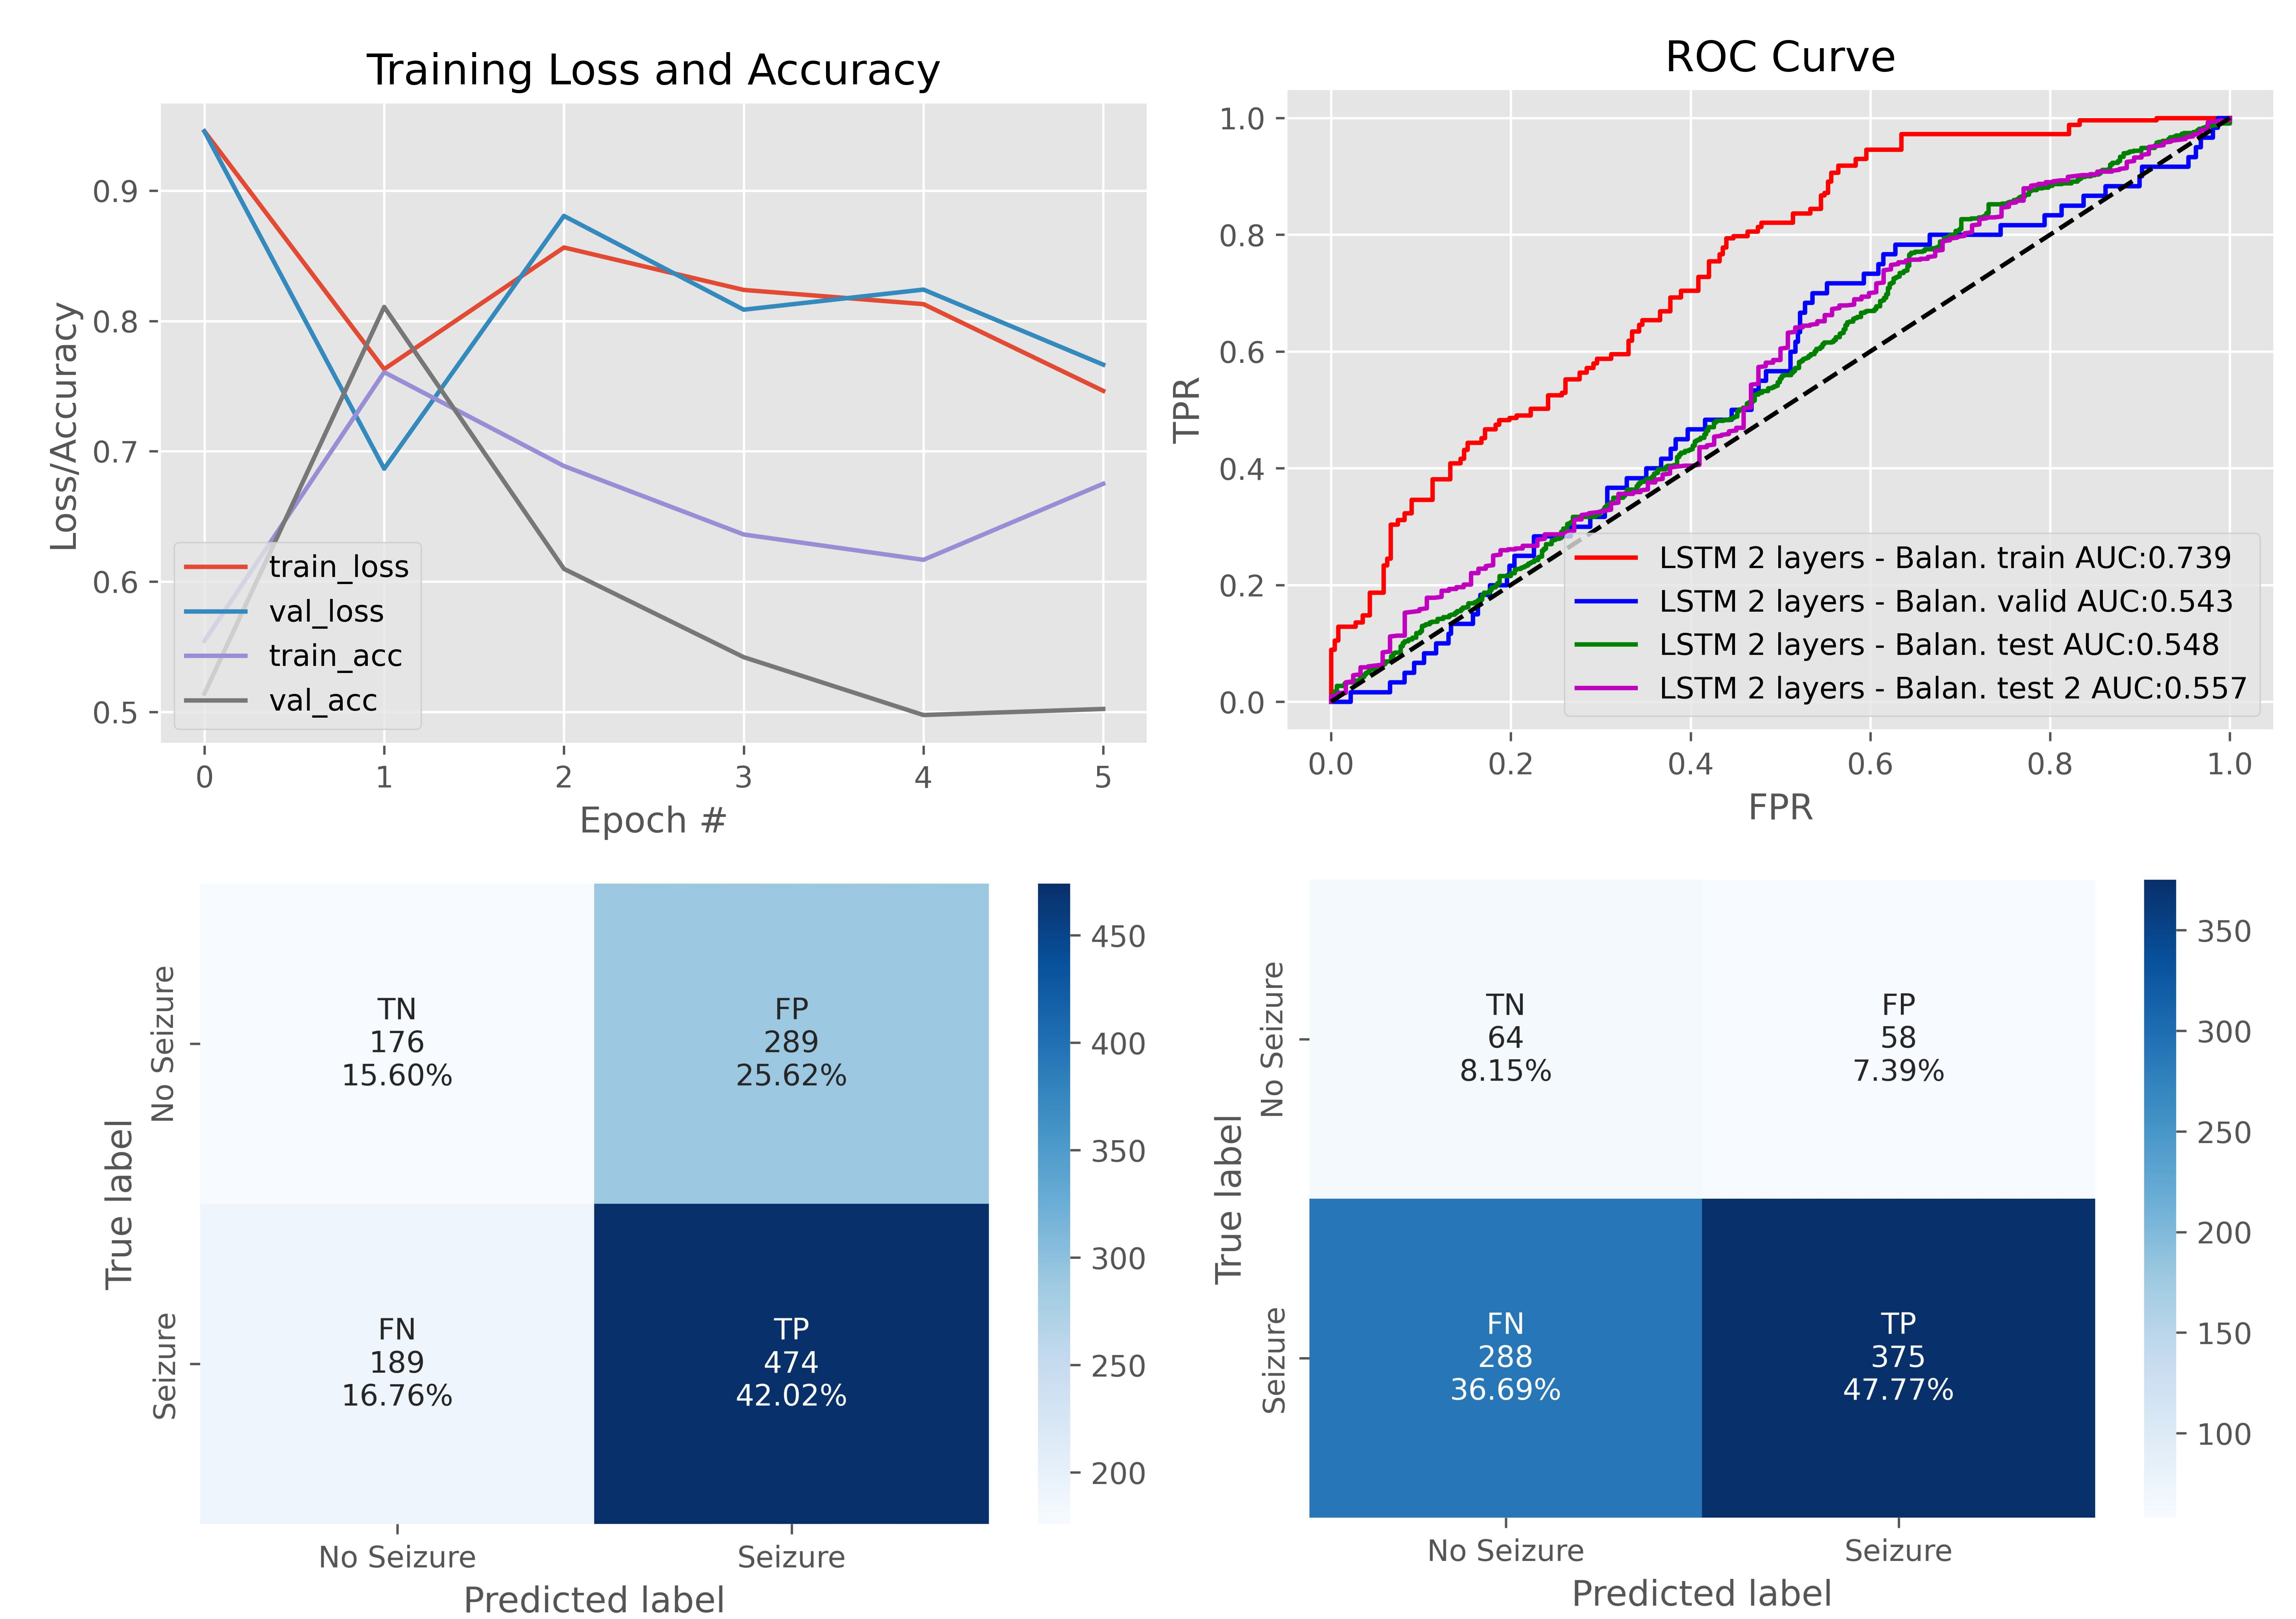 Training Loss and Accuracy
Loss/Accuracy
0.9
0.8
0.7
0.6
0.5
train_loss
val_loss
train_acc
val_acc
0 1 2 3 4 5
Epoch #
ROC Curve
TPR
1.0
0.8
0.6
0.4
0.2
0.0
LSTM 2 layers - Balan. train AUC:0.739
LSTM 2 layers - Balan. valid AUC:0.543
LSTM 2 layers - Balan. test AUC:0.548
LSTM 2 layers - Balan. test 2 AUC:0.557
0.0 0.2 0.4 0.6 0.8 1.0
FPR
True label
No Seizure
Seizure
TN
176
15.60%
FP
289
25.62%
FN
189
16.76%
TP
474
42.02%
No Seizure Seizure
Predicted label
450
400
350
300
250
200
True label
No Seizure
Seizure
TN
64
8.15%
FP
58
7.39%
FN
288
36.69%
TP
375
47.77%
No Seizure Seizure
Predicted label
350
300
250
200
150
100